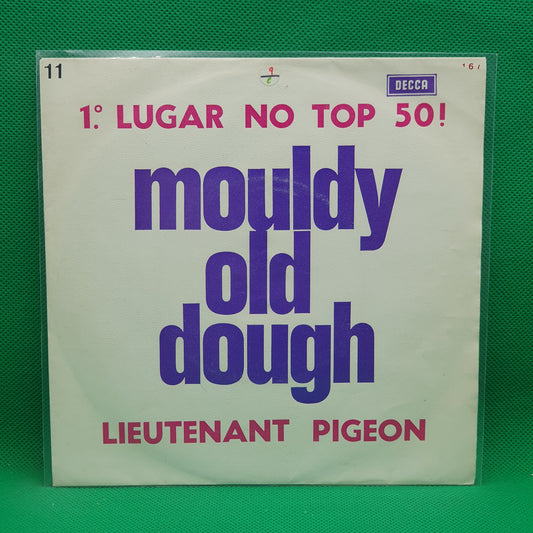 11
DECCA
1.º LUGAR NO TOP 50!
mouldy
old
dough
LIEUTENANT PIGEON